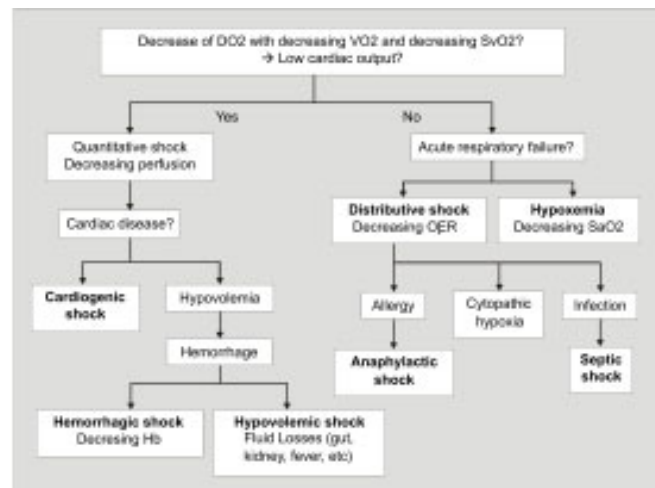 Decrease of DO2 with decreasing VO2 and decreasing SvO2?
→ Low cardiac output?
Yes
No
Quantitative shock
Decreasing perfusion
Acute respiratory failure?
Cardiac disease?
Distributive shock
Decreasing O2ER
Hypoxemia
Decreasing SaO2
Cardiogenic
shock
Hypovolemia
Allergy
Cytopathic
hypoxia
Infection
Hemorrhage
Anaphylactic
shock
Septic
shock
Hemorrhagic shock
Decresing Hb
Hypovolemic shock
Fluid Losses (gut,
kidney, fever, etc)